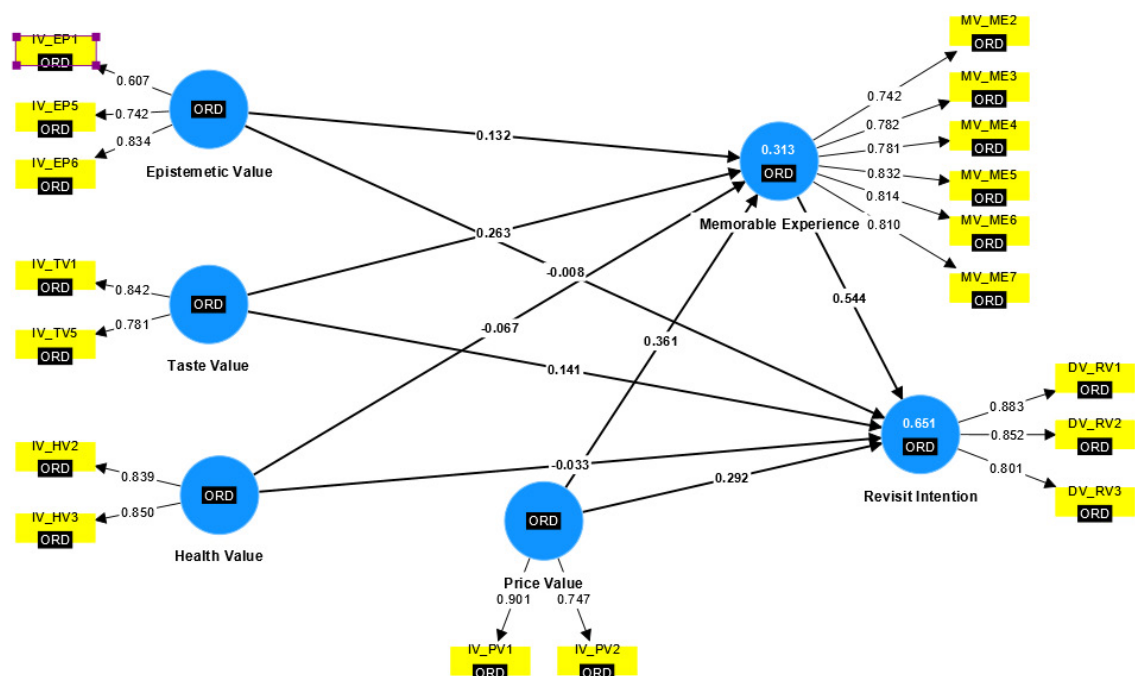 IV_EP1
ORD
0.607
IV_EP5
ORD
0.742
IV_EP6
ORD
0.834
ORD
Epistemetic Value
IV_TV1
ORD
0.842
IV_TV5
ORD
0.781
ORD
Taste Value
IV_HV2
ORD
0.839
IV_HV3
ORD
0.850
ORD
Health Value
0.132
0.263
-0.008
-0.067
0.361
0.141
-0.033
0.292
0.544
ORD
Price Value
0.901
0.747
IV_PV1
ORD
IV_PV2
ORD
0.313
ORD
Memorable Experience
MV_ME2
ORD
0.742
MV_ME3
ORD
0.782
MV_ME4
ORD
0.781
MV_ME5
ORD
0.832
MV_ME6
ORD
0.814
MV_ME7
ORD
0.810
0.651
ORD
Revisit Intention
DV_RV1
ORD
0.883
DV_RV2
ORD
0.852
DV_RV3
ORD
0.801